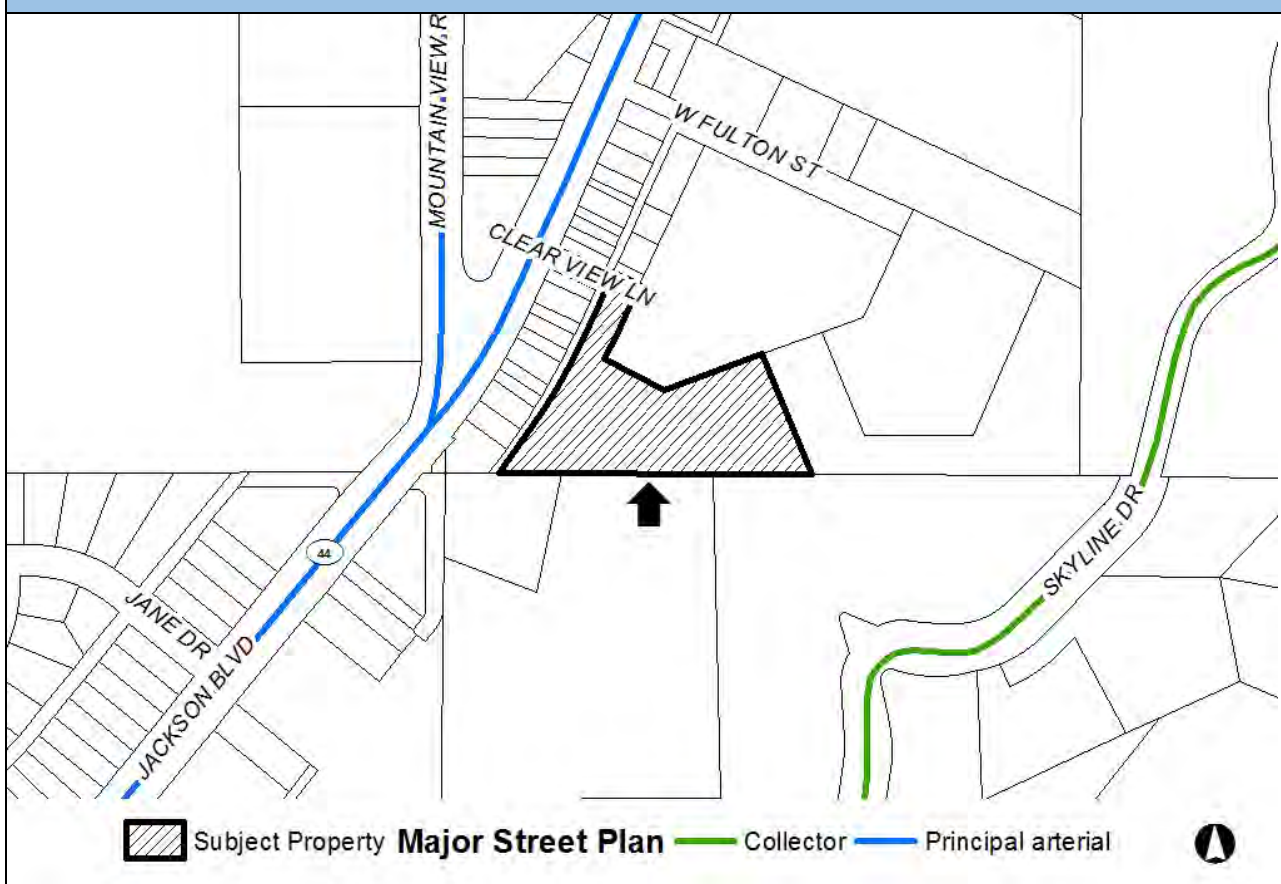 MOUNTAIN VIEW R
W FULTON ST
CLEAR VIEW LN
SKYLINE DR
44
JANE DR
JACKSON BLVD
Subject Property Major Street Plan Collector Principal arterial